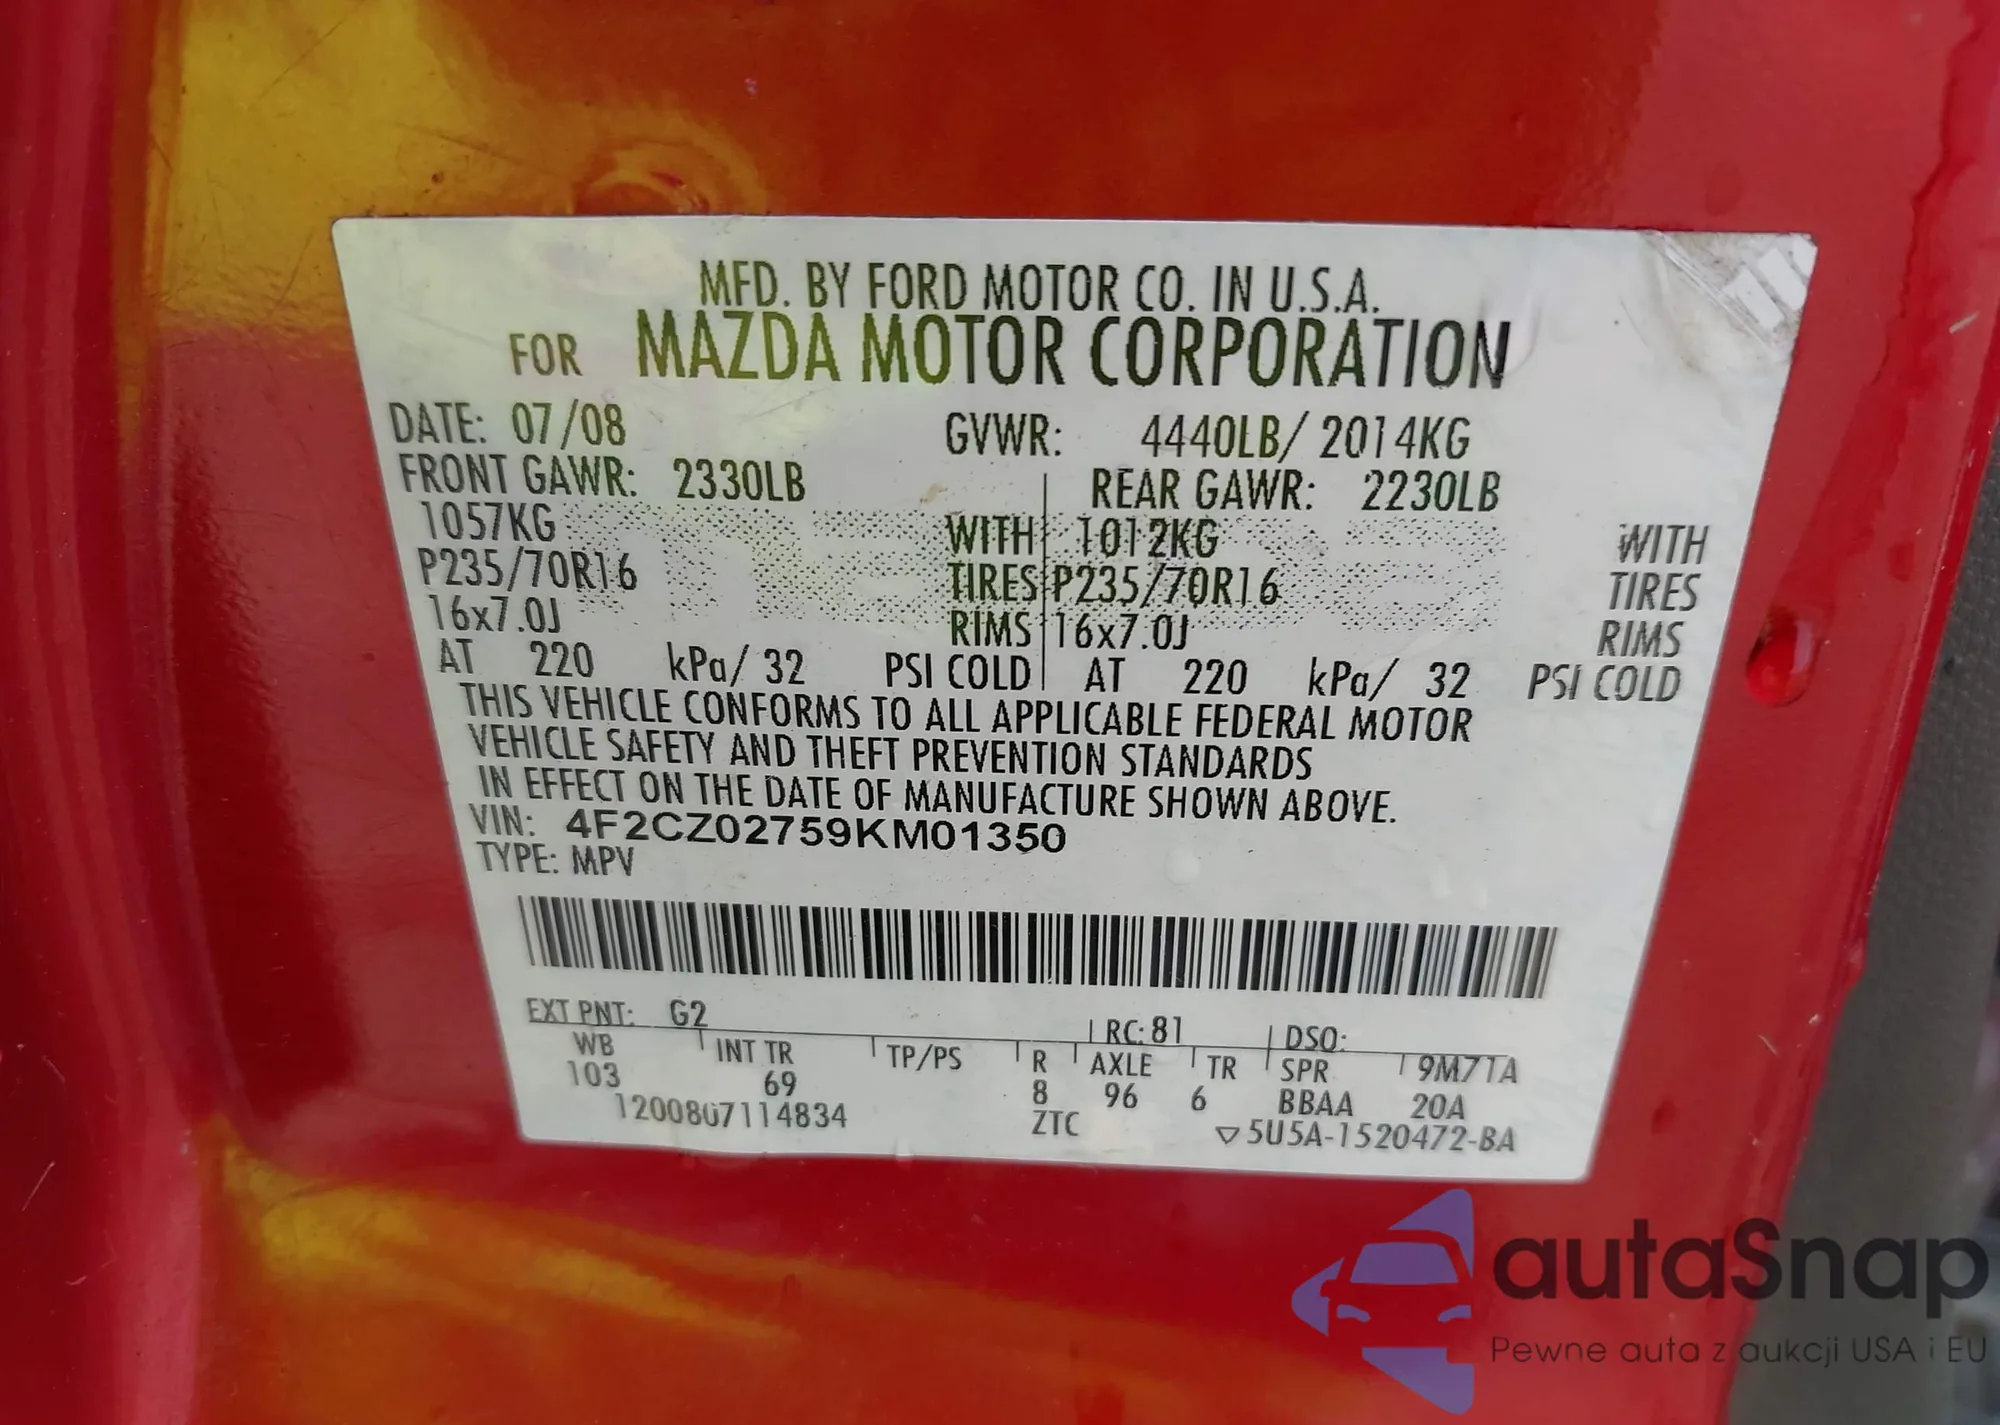 MFD. BY FORD MOTOR CO. IN U.S.A.
FOR MAZDA MOTOR CORPORATION
DATE: 07/08 GVWR: 4440LB/ 2014KG
FRONT GAWR: 2330LB REAR GAWR: 2230LB
1057KG WITH 1012KG WITH
P235/70R16 TIRES P235/70R16 TIRES
16x7.0J RIMS 16x7.0J RIMS
AT 220 kPa/ 32 PSI COLD AT 220 kPa/ 32 PSI COLD
THIS VEHICLE CONFORMS TO ALL APPLICABLE FEDERAL MOTOR
VEHICLE SAFETY AND THEFT PREVENTION STANDARDS
IN EFFECT ON THE DATE OF MANUFACTURE SHOWN ABOVE.
VIN: 4F2CZ02759KM01350
TYPE: MPV
EXT PNT: G2 RC: 81 DSO:
WB INT TR TP/PS R AXLE TR SPR 9M71A
103 69 8 96 6 BBAA 20A
1200807114834 ZTC ▽5U5A-1520472-BA
autaSnap
Pewne auta z aukcji USA i EU